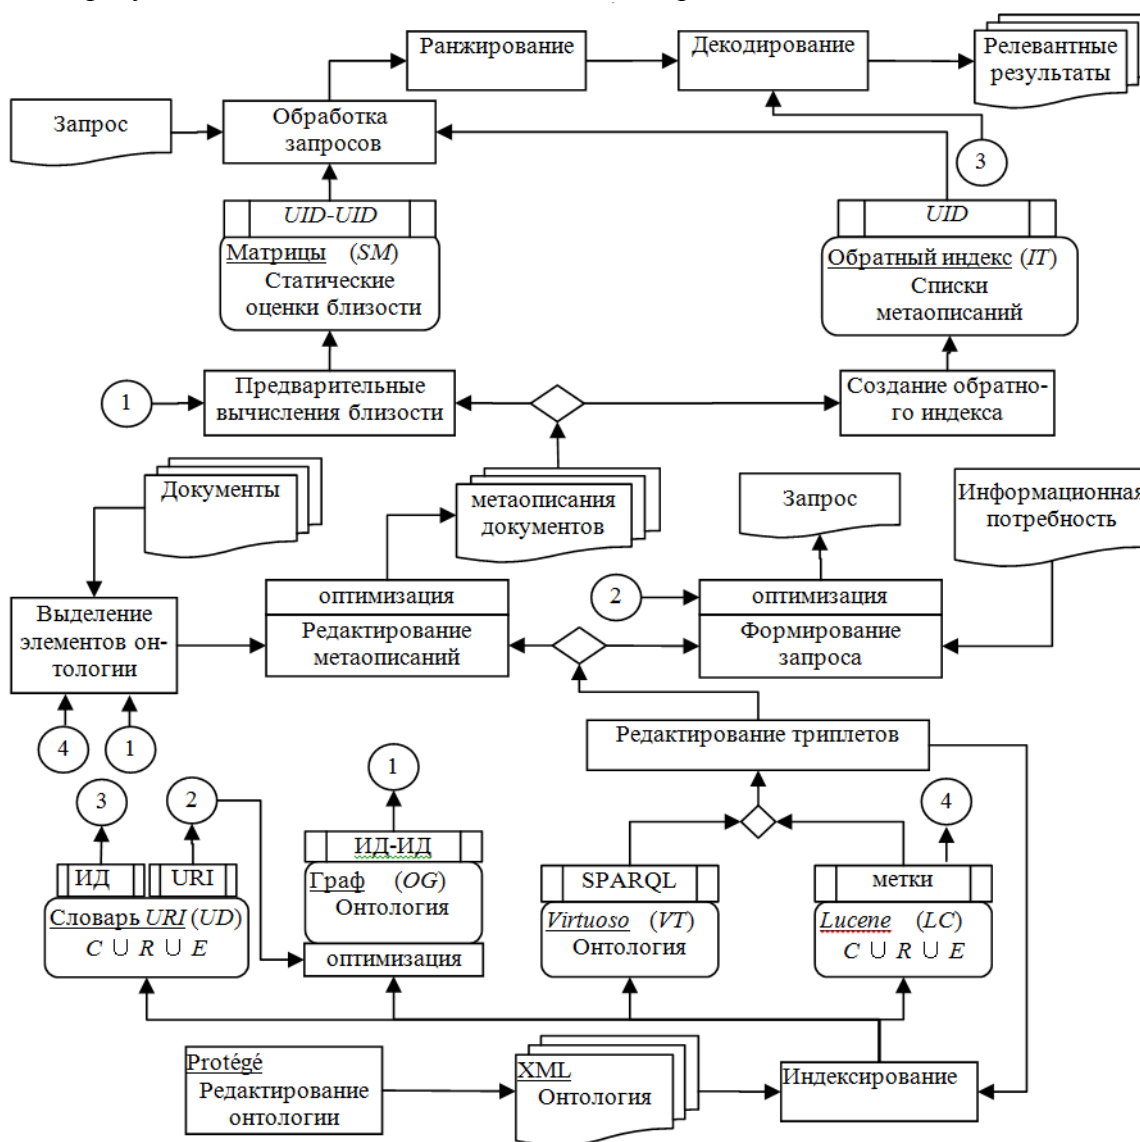 Ранжирование
Декодирование
Релевантные
результаты
Запрос
Обработка
запросов
3
UID-UID
Матрицы (SM)
Статические
оценки близости
UID
Обратный индекс (IT)
Списки
метаописаний
1
Предварительные
вычисления близости
Создание обратно-
го индекса
Документы
метаописания
документов
Запрос
Информационная
потребность
Выделение
элементов он-
тологии
оптимизация
Редактирование
метаописаний
2
оптимизация
Формирование
запроса
4
1
Редактирование триплетов
3
2
1
4
ИД
URI
Словарь URI (UD)
C ∪ R ∪ E
ИД-ИД
Граф (OG)
Онтология
оптимизация
SPARQL
Virtuoso (VT)
Онтология
метки
Lucene (LC)
C ∪ R ∪ E
Protégé
Редактирование
онтологии
XML
Онтология
Индексирование